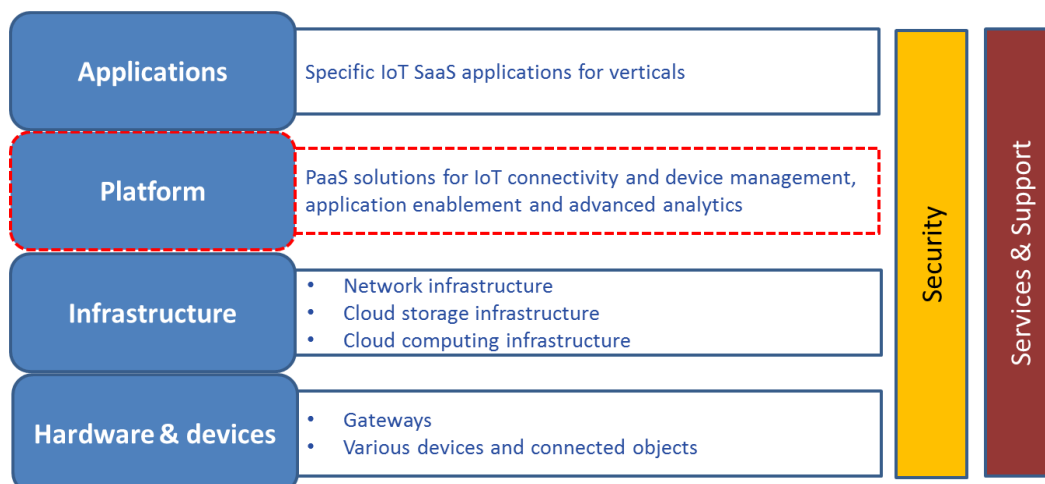 Applications
Specific IoT SaaS applications for verticals
Platform
PaaS solutions for IoT connectivity and device management,
application enablement and advanced analytics
Infrastructure
• Network infrastructure
• Cloud storage infrastructure
• Cloud computing infrastructure
Hardware & devices
• Gateways
• Various devices and connected objects
Security
Services & Support